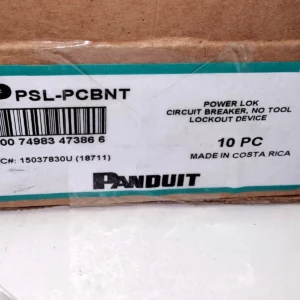 PSL-PCBNT
00 74983 47386 6
C#: 15037830U (18711)
POWER LOK
CIRCUIT BREAKER, NO TOOL
LOCKOUT DEVICE
10 PC
MADE IN COSTA RICA
PANDUIT